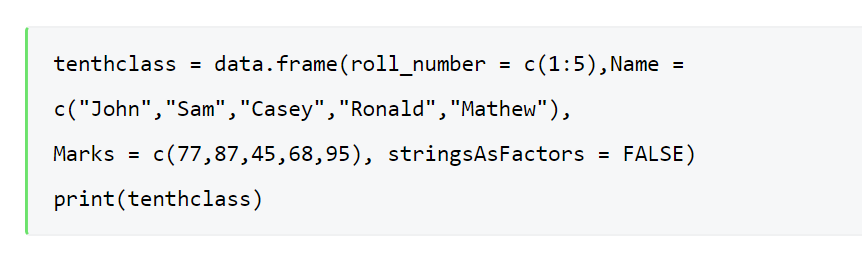 tenthclass = data.frame(roll_number = c(1:5),Name =
c("John","Sam","Casey","Ronald","Mathew"),
Marks = c(77,87,45,68,95), stringsAsFactors = FALSE)
print(tenthclass)